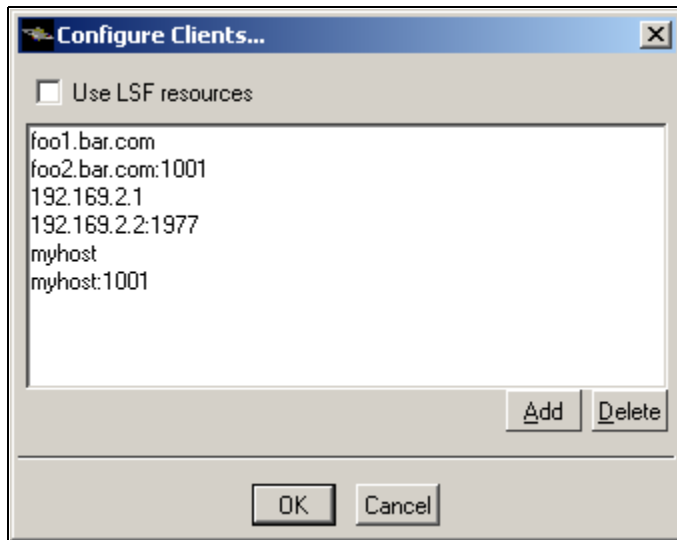 Configure Clients...
Use LSF resources
foo1.bar.com
foo2.bar.com:1001
192.169.2.1
192.169.2.2:1977
myhost
myhost:1001
Add Delete
OK Cancel